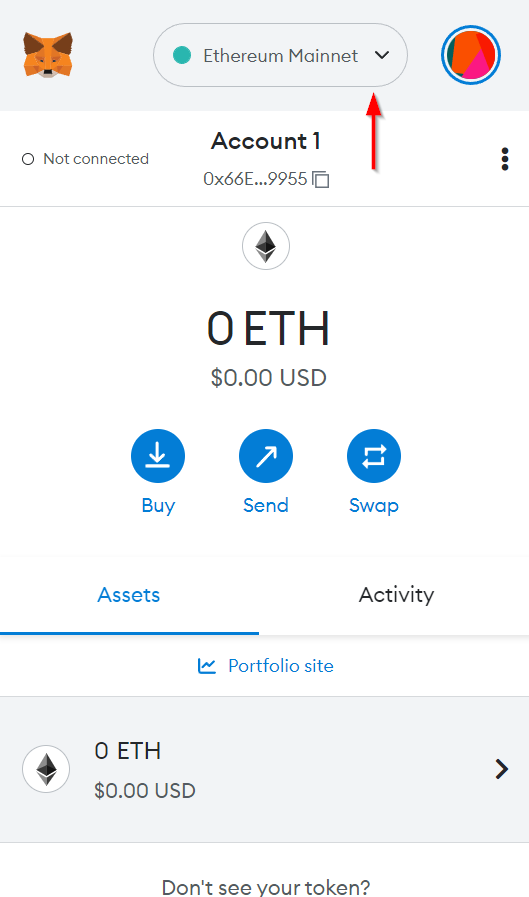 Ethereum Mainnet
Not connected
Account 1
0x66E...9955
0 ETH
$0.00 USD
Buy
Send
Swap
Assets
Activity
Portfolio site
0 ETH
$0.00 USD
Don't see your token?